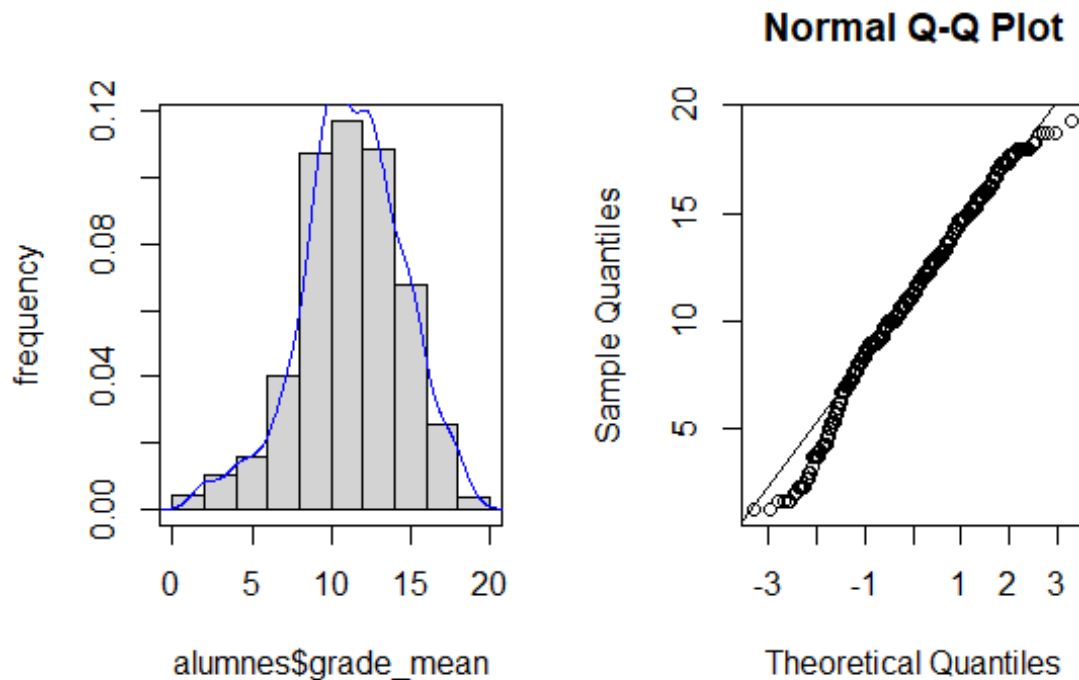 frequency
0.12
0.08
0.04
0.00
0 5 10 15 20
alumnes$grade_mean
Normal Q-Q Plot
Sample Quantiles
20
15
10
5
-3 -1 1 2 3
Theoretical Quantiles